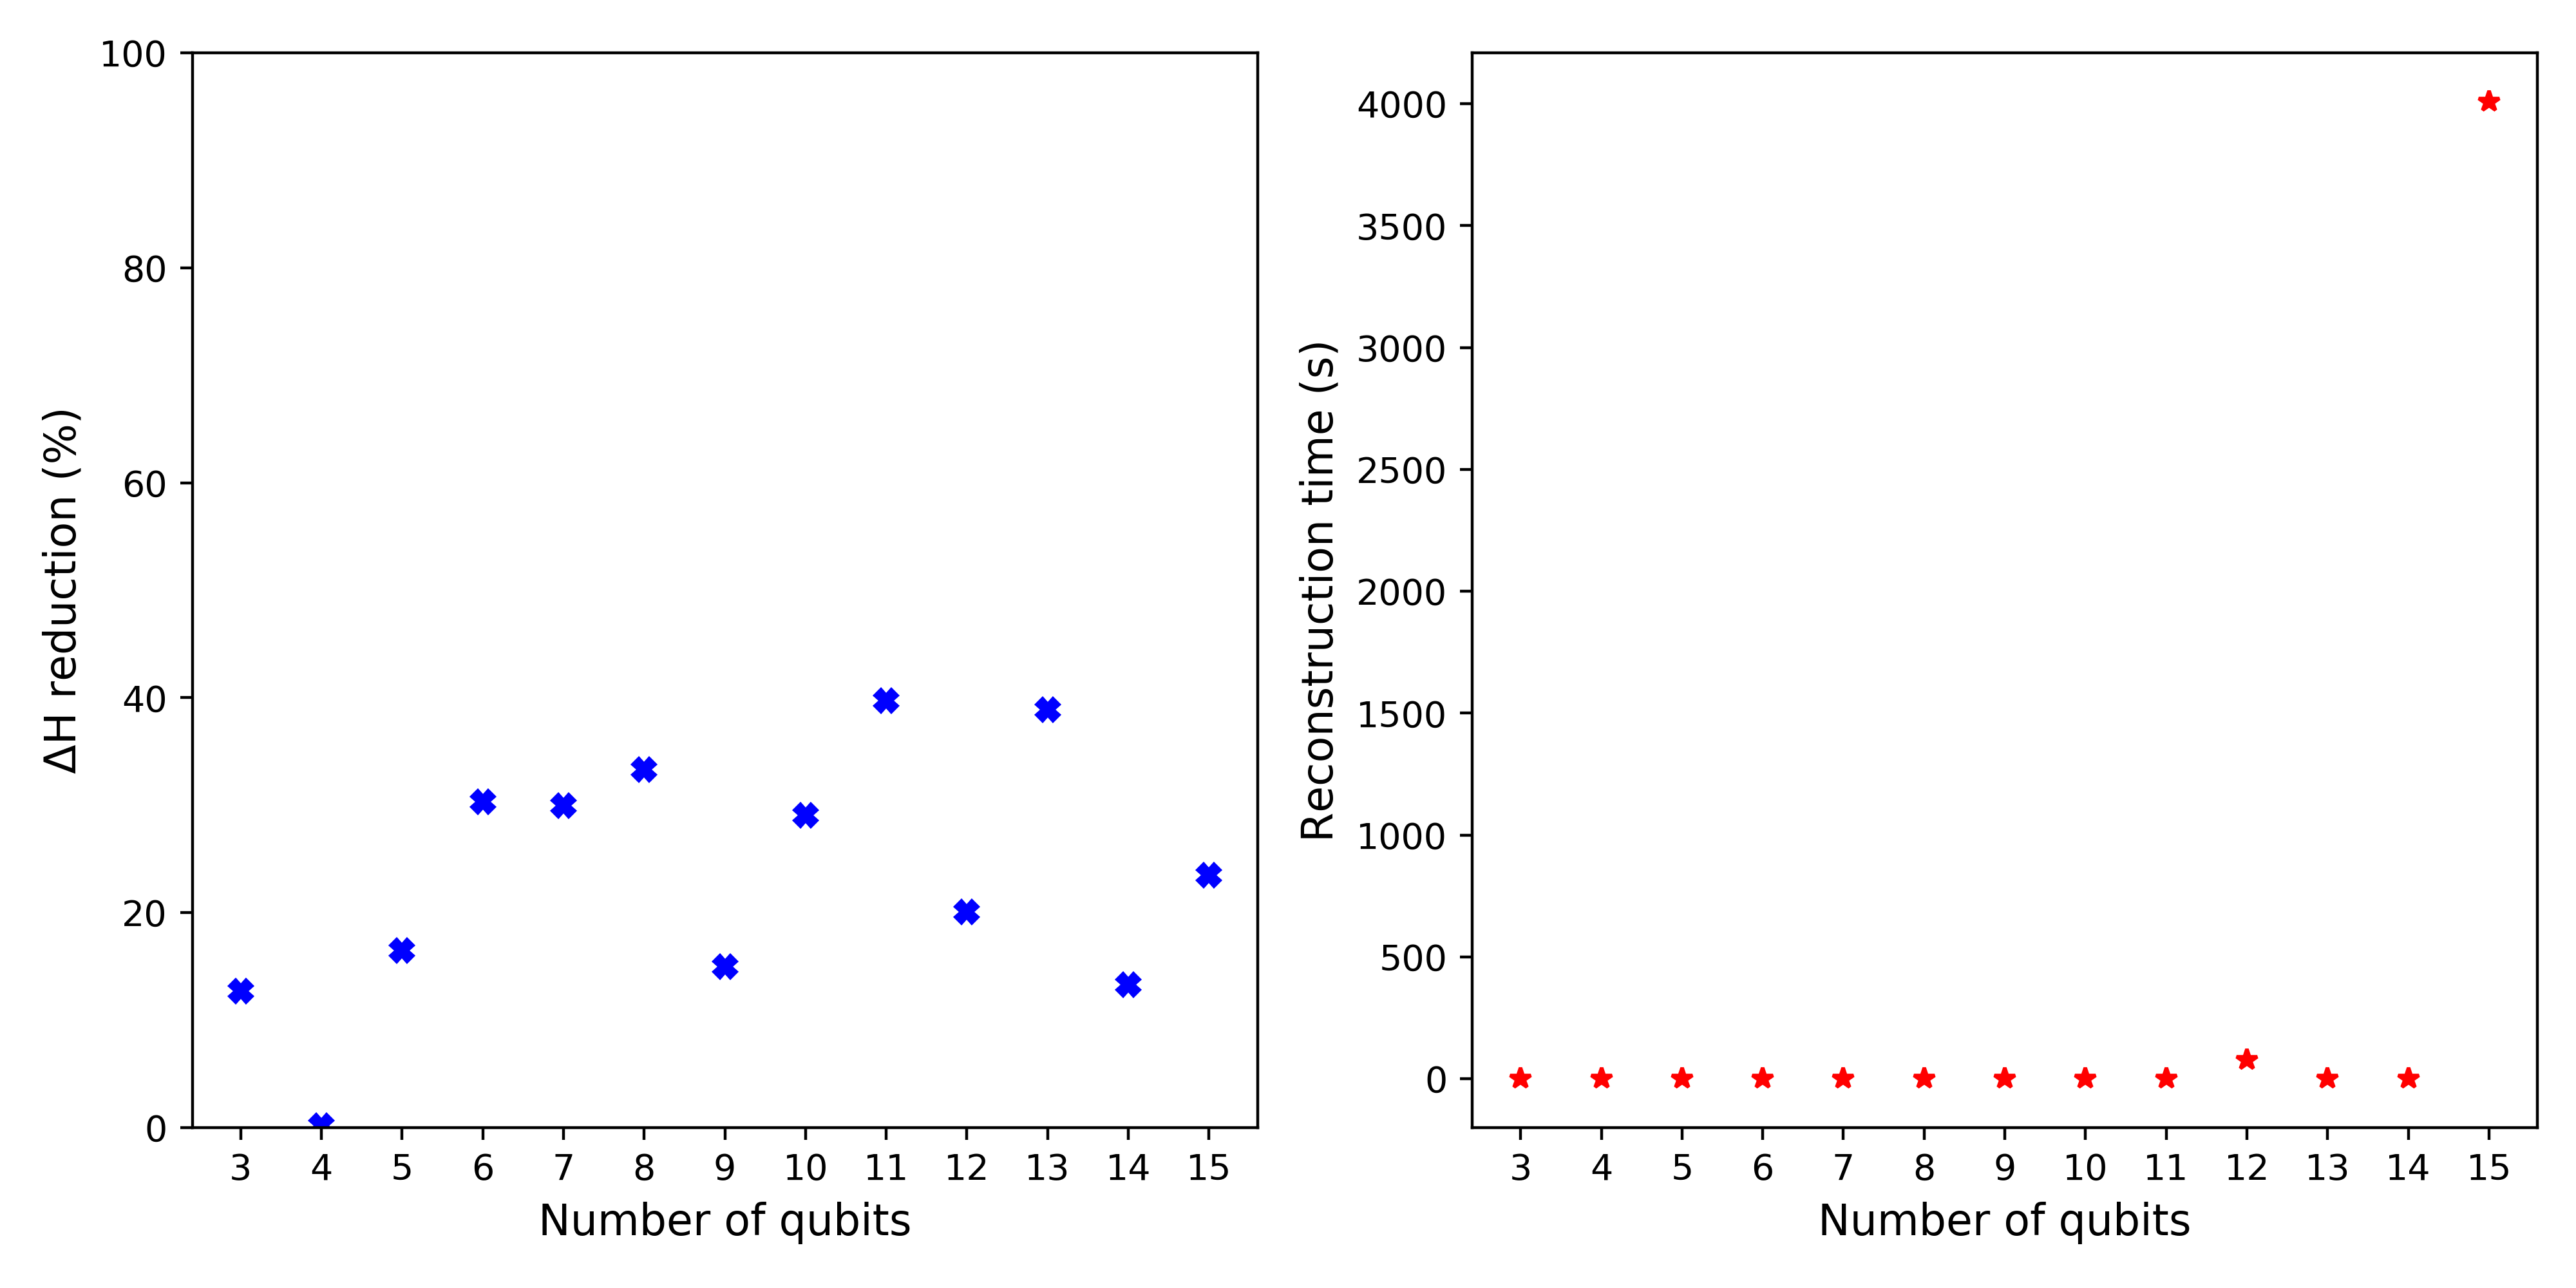 100
80
60
40
20
0
ΔH reduction (%)
3 4 5 6 7 8 9 10 11 12 13 14 15
Number of qubits
4000
3500
3000
2500
2000
1500
1000
500
0
Reconstruction time (s)
3 4 5 6 7 8 9 10 11 12 13 14 15
Number of qubits